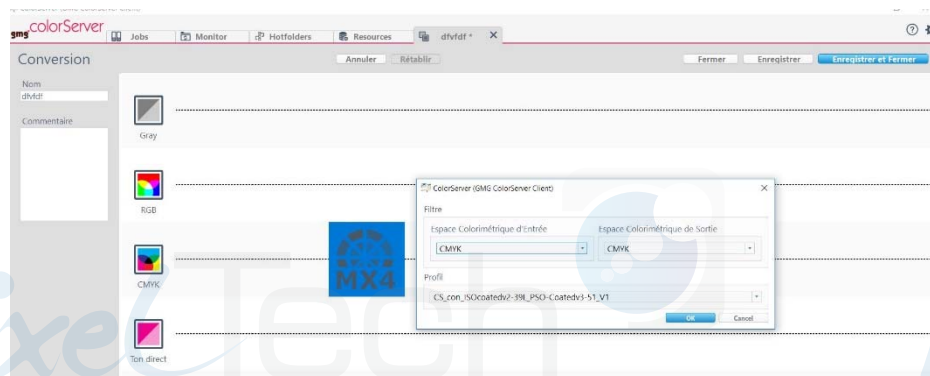 gmg colorServer
Jobs
Monitor
Hotfolders
Resources
dfvfdf *
Conversion
Annuler
Rétablir
Fermer
Enregistrer
Enregistrer et Fermer
Nom
dfvfdf
Commentaire
Gray
RGB
CMYK
Ton direct
MX4
ColorServer (GMG ColorServer Client)
Filtre
Espace Colorimétrique d'Entrée
Espace Colorimétrique de Sortie
CMYK
CMYK
Profil
CS_con_ISOcoatedv2-39l_PSO-Coatedv3-51_V1
OK
Cancel